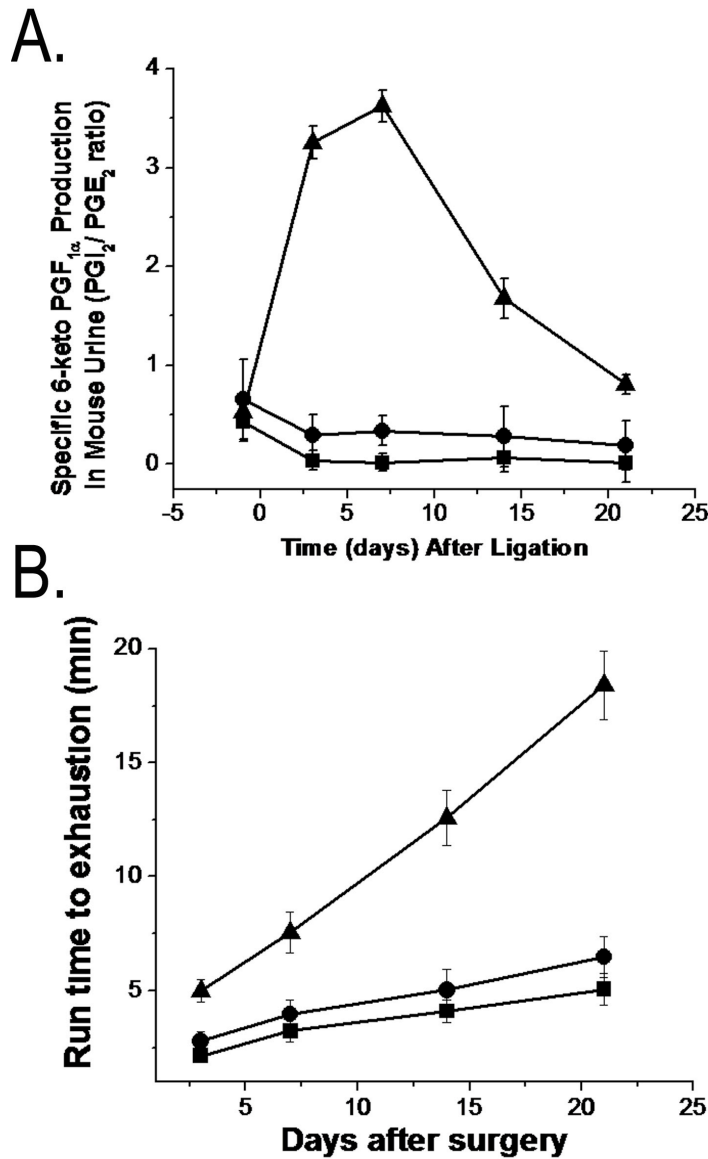 A.
Specific 6-keto PGF1α Production
In Mouse Urine (PGI2/ PGE2 ratio)
4
3
2
1
0
-5 0 5 10 15 20 25
Time (days) After Ligation
B.
Run time to exhaustion (min)
20
15
10
5
5 10 15 20 25
Days after surgery